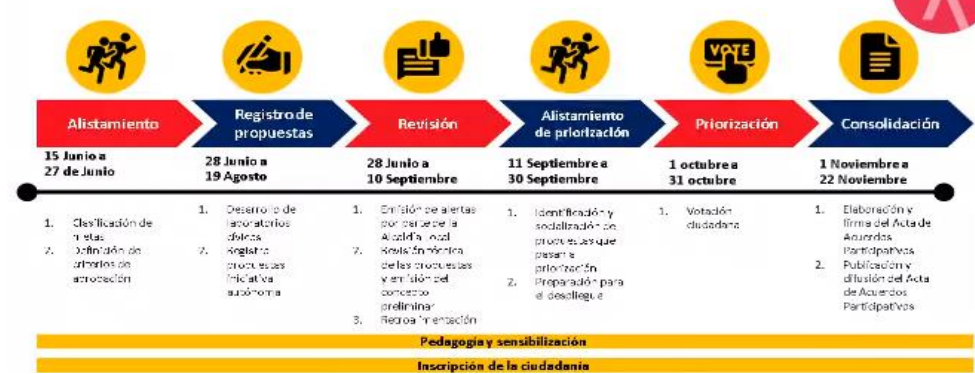 VOTE
Alistamiento
Registro de
propuestas
Revisión
Alistamiento
de priorización
Priorización
Consolidación
15 Junio a
27 de Junio
28 Junio a
19 Agosto
28 Junio a
10 Septiembre
11 Septiembre a
30 Septiembre
1 octubre a
31 octubre
1 Noviembre a
22 Noviembre
1. Clasificación de
metas
2. Definición de
criterios de
aprobación
1. Desarrollo de
laboratorios
cívicos
2. Registro
propuestas
iniciativa
autónoma
1. Emisión de alertas
por parte de la
Alcaldía Local
2. Revisión técnica
de las propuestas
y emisión del
concepto
preliminar
3. Retroalimentación
1. Identificación y
socialización de
propuestas que
pasan a
priorización
2. Preparación para
el despliegue
1. Votación
ciudadana
1. Elaboración y
firma del Acta de
Acuerdos
Participativos
2. Publicación y
difusión del Acta
de Acuerdos
Participativos
Pedagogía y sensibilización
Inscripción de la ciudadanía